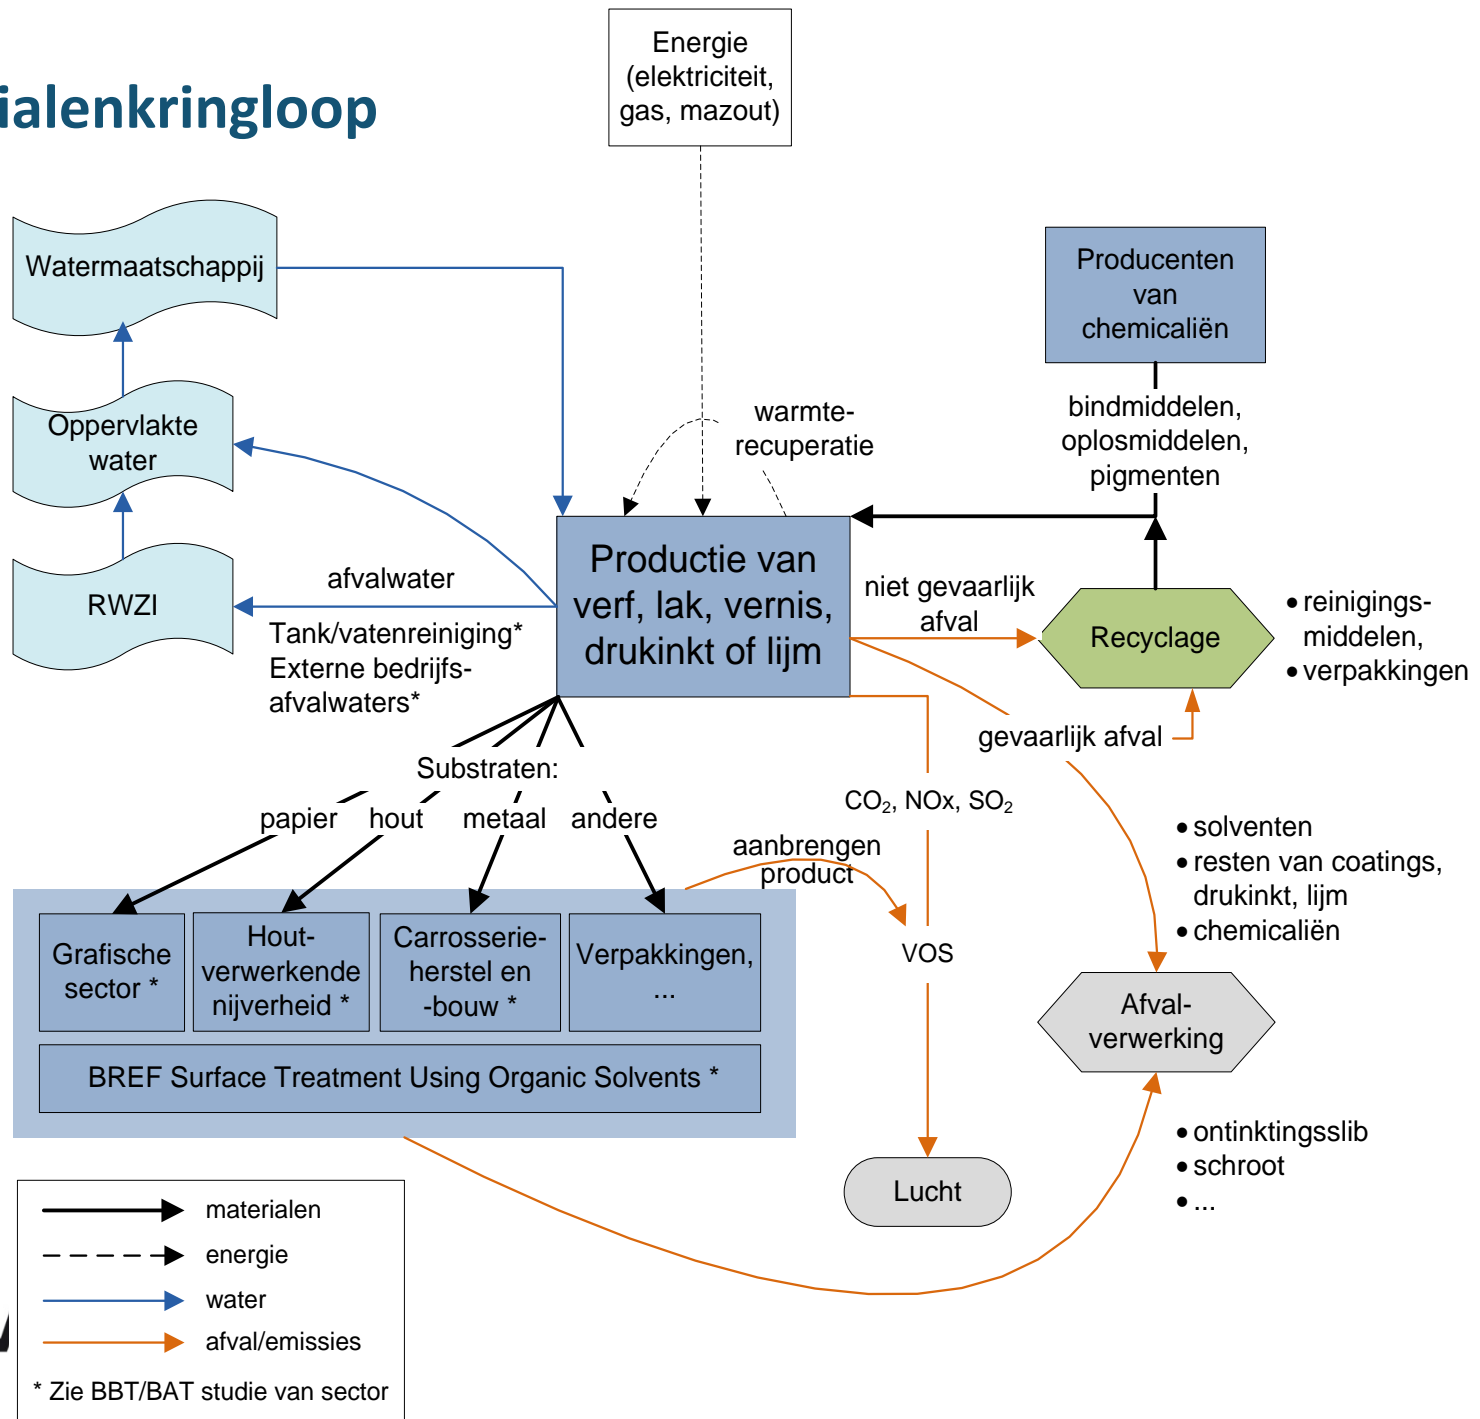 ialenkringloop
Energie
(elektriciteit,
gas, mazout)
Watermaatschappij
Producenten
van
chemicaliën
Oppervlakte
water
warmte-
recuperatie
bindmiddelen,
oplosmiddelen,
pigmenten
RWZI
afvalwater
Tank/vatenreiniging*
Externe bedrijfs-
afvalwaters*
Productie van
verf, lak, vernis,
drukinkt of lijm
niet gevaarlijk
afval
Recyclage
• reinigings-
middelen,
• verpakkingen
gevaarlijk afval
Substraten:
papier
hout
metaal
andere
CO₂, NOx, SO₂
aanbrengen
product
• solventen
• resten van coatings,
drukinkt, lijm
• chemicaliën
Grafische
sector *
Hout-
verwerkende
nijverheid *
Carrosserie-
herstel en
-bouw *
Verpakkingen,
...
VOS
Afval-
verwerking
BREF Surface Treatment Using Organic Solvents *
Lucht
• ontinktingsslib
• schroot
• ...
materialen
energie
water
afval/emissies
* Zie BBT/BAT studie van sector